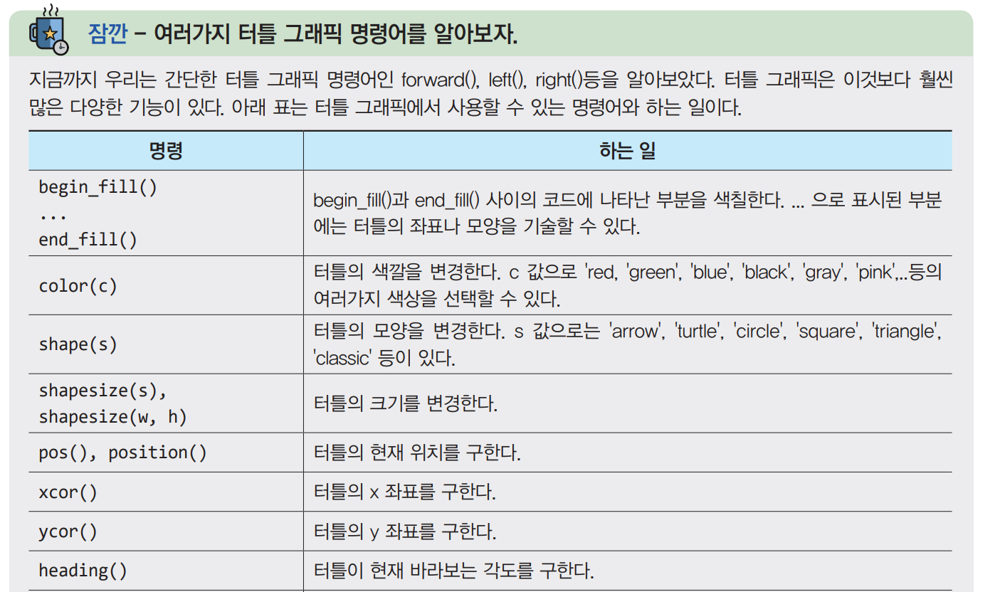 잠깐 – 여러가지 터틀 그래픽 명령어를 알아보자.
지금까지 우리는 간단한 터틀 그래픽 명령어인 forward(), left(), right()등을 알아보았다. 터틀 그래픽은 이것보다 훨씬
많은 다양한 기능이 있다. 아래 표는 터틀 그래픽에서 사용할 수 있는 명령어와 하는 일이다.
명령
하는 일
begin_fill()
...
end_fill()
begin_fill()과 end_fill() 사이의 코드에 나타난 부분을 색칠한다. ... 으로 표시된 부분
에는 터틀의 좌표나 모양을 기술할 수 있다.
color(c)
터틀의 색깔을 변경한다. c 값으로 'red, 'green', 'blue', 'black', 'gray', 'pink',..등의
여러가지 색상을 선택할 수 있다.
shape(s)
터틀의 모양을 변경한다. s 값으로는 'arrow', 'turtle', 'circle', 'square', 'triangle',
'classic' 등이 있다.
shapesize(s),
shapesize(w, h)
터틀의 크기를 변경한다.
pos(), position()
터틀의 현재 위치를 구한다.
xcor()
터틀의 x 좌표를 구한다.
ycor()
터틀의 y 좌표를 구한다.
heading()
터틀이 현재 바라보는 각도를 구한다.